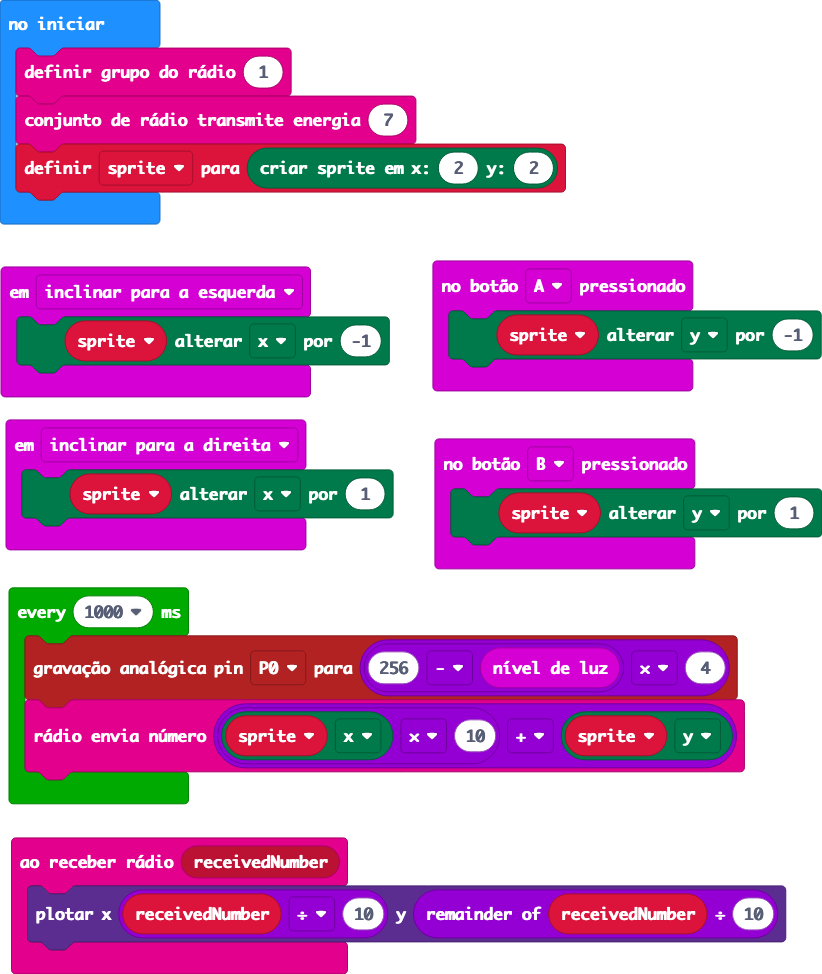 no iniciar
definir grupo do rádio 1
conjunto de rádio transmite energia 7
definir sprite para criar sprite em x: 2 y: 2
em inclinar para a esquerda
sprite alterar x por -1
no botão A pressionado
sprite alterar y por -1
em inclinar para a direita
sprite alterar x por 1
no botão B pressionado
sprite alterar y por 1
every 1000 ms
gravação analógica pin P0 para 256 - nível de luz x 4
rádio envia número sprite x x 10 + sprite y
ao receber rádio receivedNumber
plotar x receivedNumber ÷ 10 y remainder of receivedNumber ÷ 10